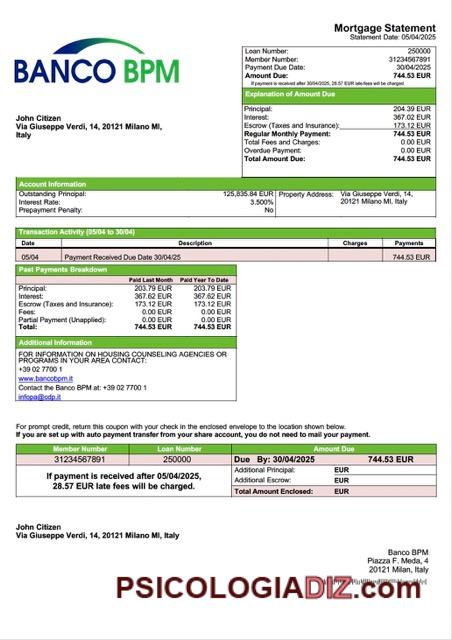 Mortgage Statement
Statement Date: 05/04/2025
BANCO BPM
Loan Number: 250000
Member Number: 31234567891
Payment Due Date: 30/04/2025
Amount Due: 744.53 EUR
If payment is received after 30/04/2025, 28.57 EUR late fees will be charged.
Explanation of Amount Due
Principal: 204.39 EUR
Interest: 367.02 EUR
Escrow (Taxes and Insurance): 173.12 EUR
Regular Monthly Payment: 744.53 EUR
Total Fees and Charges: 0.00 EUR
Overdue Payment: 0.00 EUR
Total Amount Due: 744.53 EUR
John Citizen
Via Giuseppe Verdi, 14, 20121 Milano MI,
Italy
Account Information
Outstanding Principal: 125,835.84 EUR Property Address: Via Giuseppe Verdi, 14,
Interest Rate: 3.500% 20121 Milano MI, Italy
Prepayment Penalty: No
Transaction Activity (05/04 to 30/04)
Date Description Charges Payments
05/04 Payment Received Due Date 30/04/25 744.53 EUR
Past Payments Breakdown
Paid Last Month Paid Year To Date
Principal: 203.79 EUR 203.79 EUR
Interest: 367.62 EUR 367.62 EUR
Escrow (Taxes and Insurance): 173.12 EUR 173.12 EUR
Fees: 0.00 EUR 0.00 EUR
Partial Payment (Unapplied): 0.00 EUR 0.00 EUR
Total: 744.53 EUR 744.53 EUR
Additional Information
FOR INFORMATION ON HOUSING COUNSELING AGENCIES OR
PROGRAMS IN YOUR AREA CONTACT:
+39 02 7700 1
www.bancobpm.it
Contact the Banco BPM at: +39 02 7700 1
infopa@cdp.it
For prompt credit, return this coupon with your check in the enclosed envelope to the location shown below.
If you are set up with auto payment transfer from your share account, you do not need to mail your payment.
Member Number Loan Number Amount Due
31234567891 250000 Due By: 30/04/2025 744.53 EUR
If payment is received after 05/04/2025,
28.57 EUR late fees will be charged.
Additional Principal: EUR
Additional Escrow: EUR
Total Amount Enclosed: EUR
John Citizen
Via Giuseppe Verdi, 14, 20121 Milano MI, Italy
Banco BPM
Piazza F. Meda, 4
20121 Milan, Italy
PSICOLOGIADIZ.com